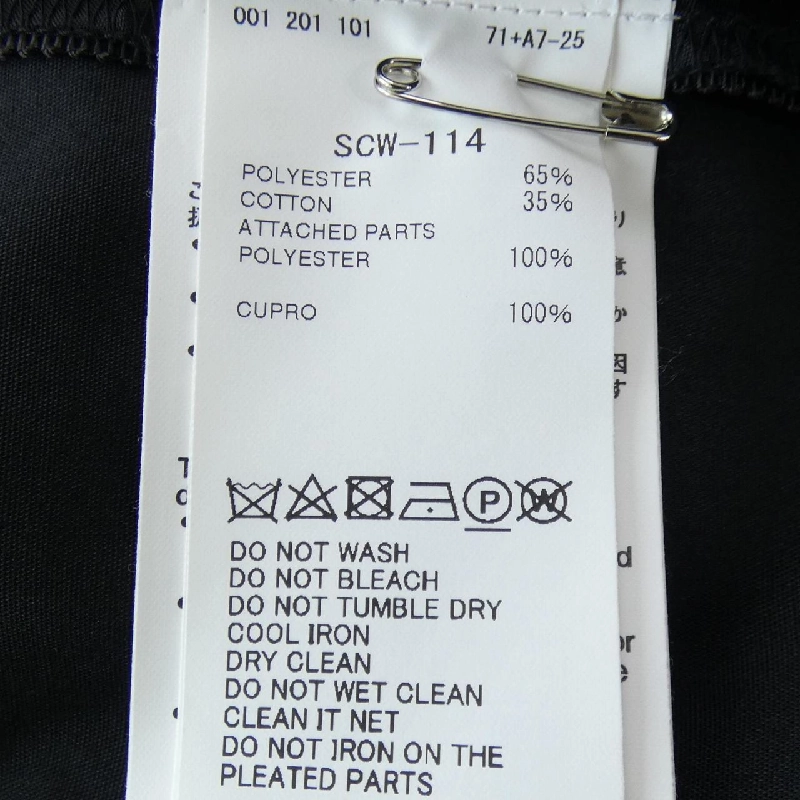 001 201 101 71+A7-25
SCW-114
POLYESTER 65%
COTTON 35%
ATTACHED PARTS
POLYESTER 100%
CUPRO 100%
P W
DO NOT WASH
DO NOT BLEACH
DO NOT TUMBLE DRY
COOL IRON
DRY CLEAN
DO NOT WET CLEAN
CLEAN IT NET
DO NOT IRON ON THE
PLEATED PARTS